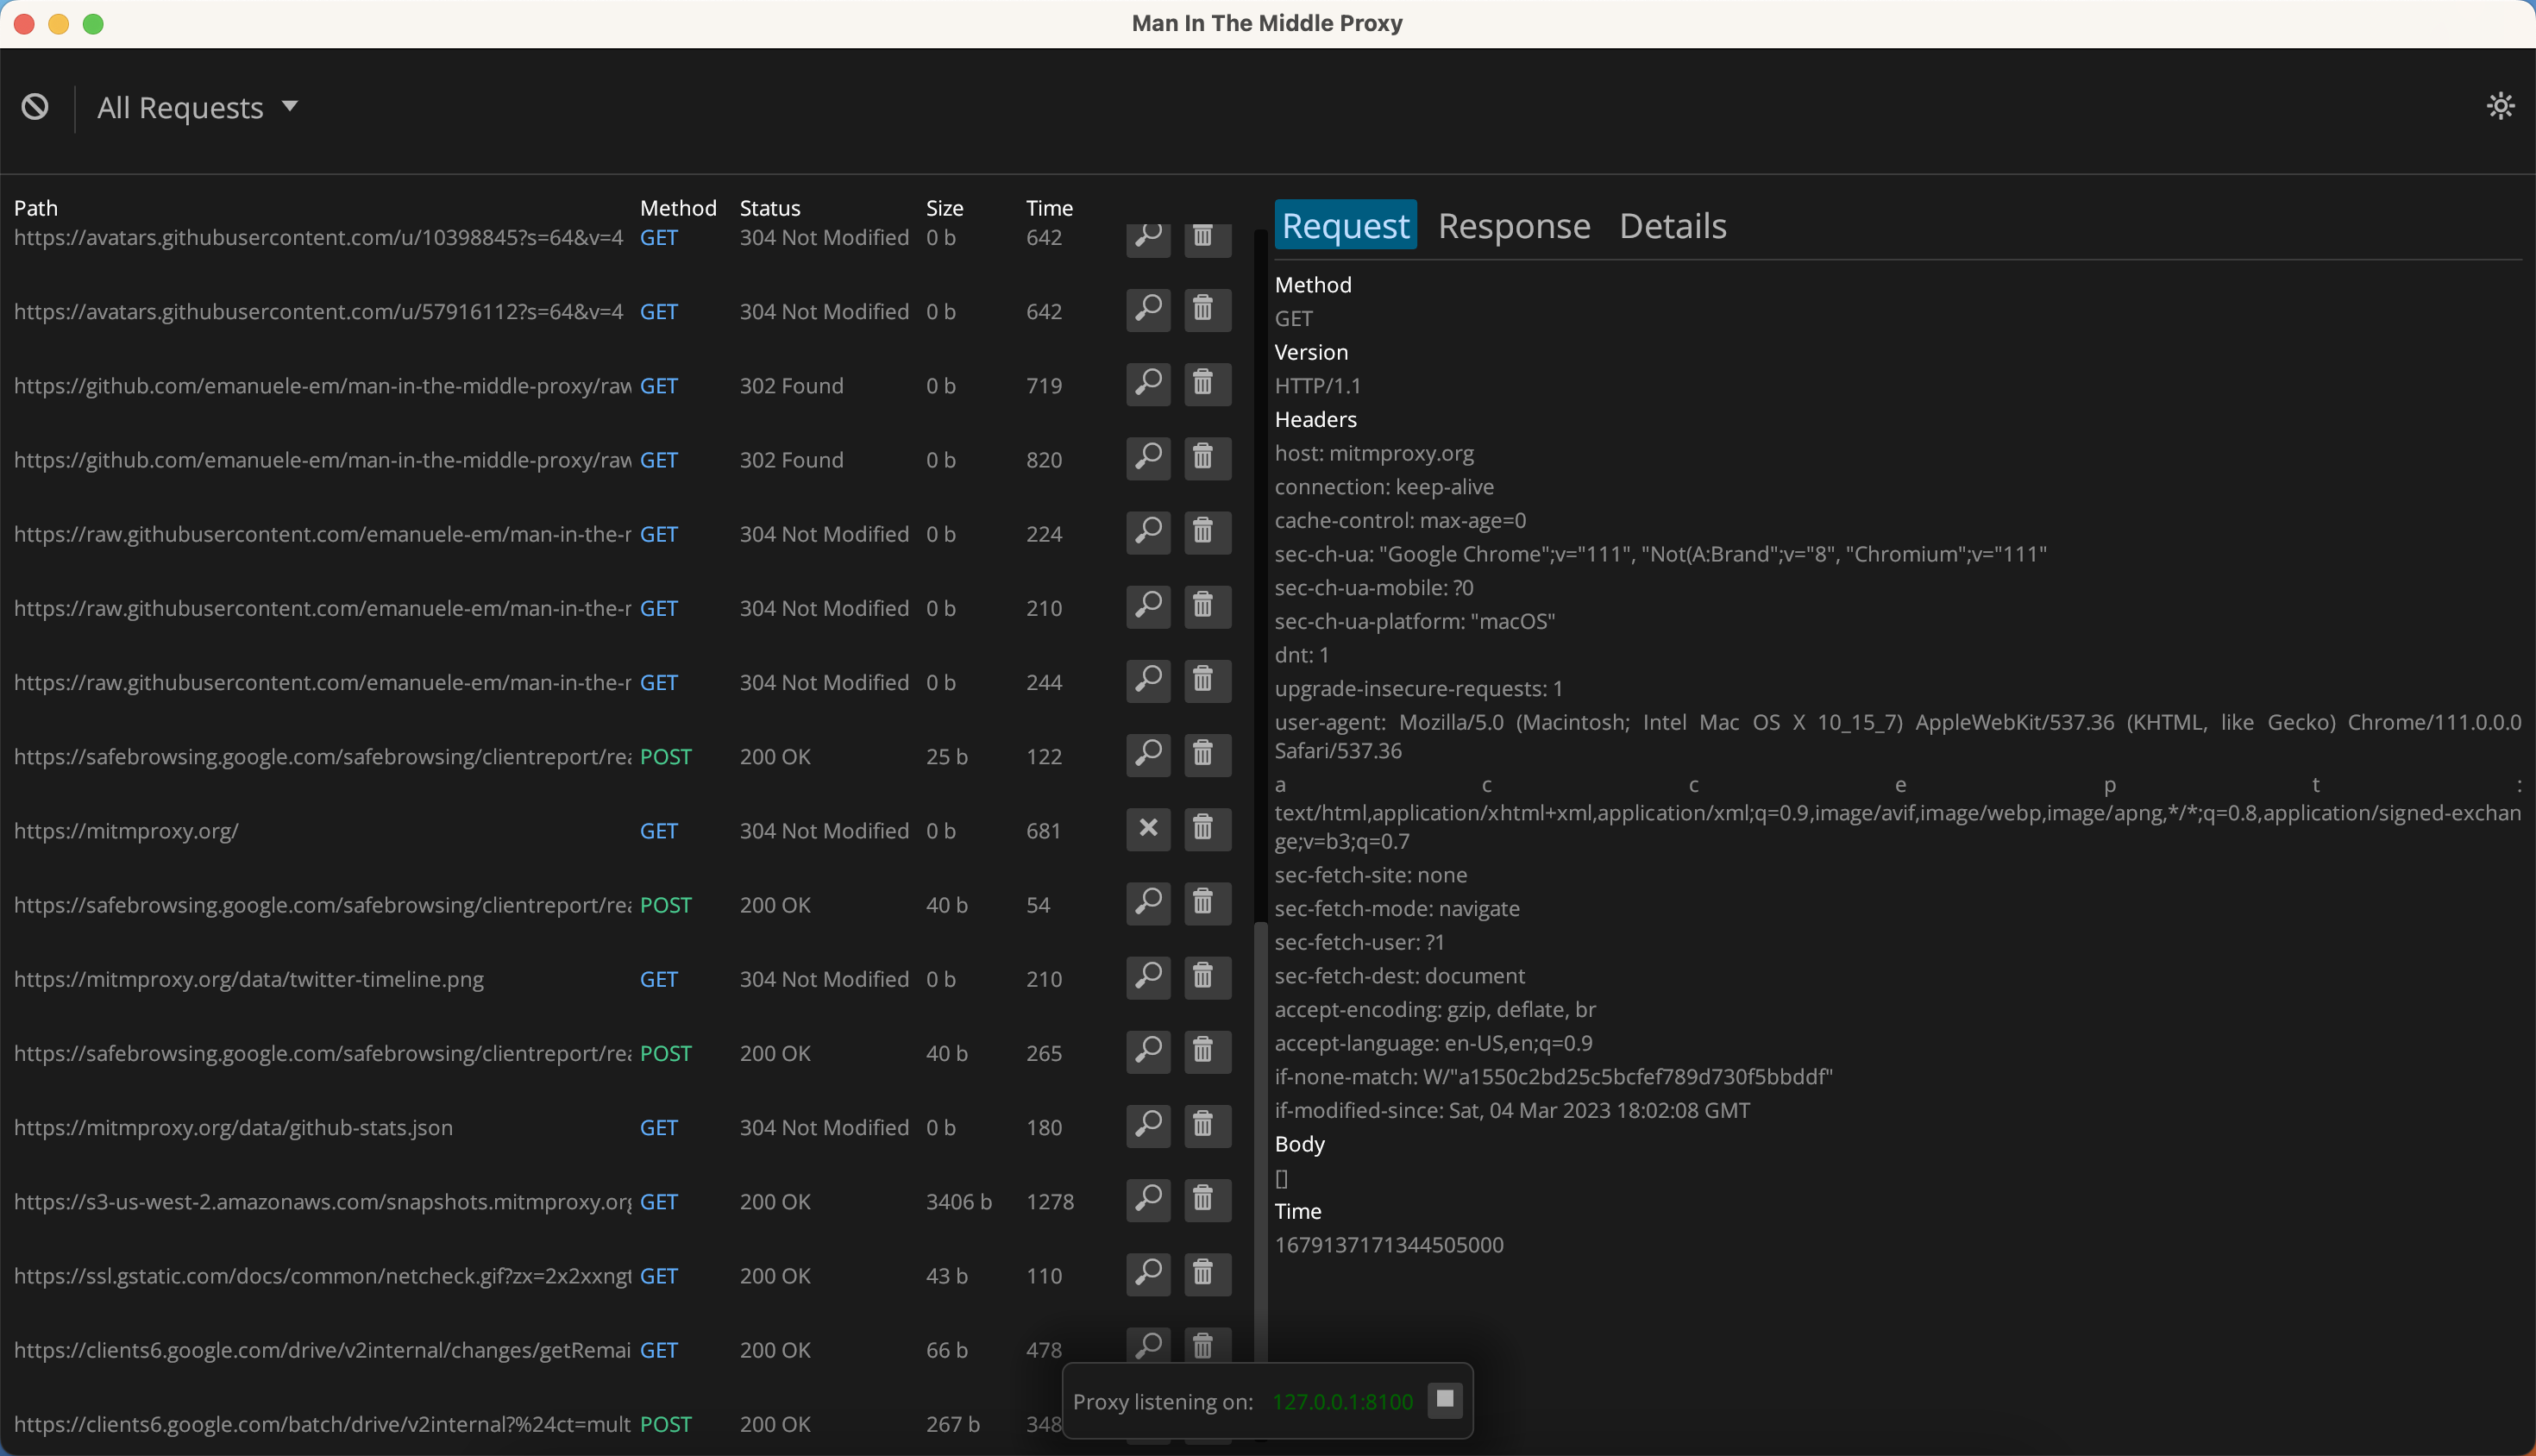 Man In The Middle Proxy
All Requests
Path Method Status Size Time
https://avatars.githubusercontent.com/u/10398845?s=64&v=4 GET 304 Not Modified 0 b 642
https://avatars.githubusercontent.com/u/57916112?s=64&v=4 GET 304 Not Modified 0 b 642
https://github.com/emanuele-em/man-in-the-middle-proxy/raw GET 302 Found 0 b 719
https://github.com/emanuele-em/man-in-the-middle-proxy/raw GET 302 Found 0 b 820
https://raw.githubusercontent.com/emanuele-em/man-in-the-r GET 304 Not Modified 0 b 224
https://raw.githubusercontent.com/emanuele-em/man-in-the-r GET 304 Not Modified 0 b 210
https://raw.githubusercontent.com/emanuele-em/man-in-the-r GET 304 Not Modified 0 b 244
https://safebrowsing.google.com/safebrowsing/clientreport/rea POST 200 OK 25 b 122
https://mitmproxy.org/ GET 304 Not Modified 0 b 681
https://safebrowsing.google.com/safebrowsing/clientreport/rea POST 200 OK 40 b 54
https://mitmproxy.org/data/twitter-timeline.png GET 304 Not Modified 0 b 210
https://safebrowsing.google.com/safebrowsing/clientreport/rea POST 200 OK 40 b 265
https://mitmproxy.org/data/github-stats.json GET 304 Not Modified 0 b 180
https://s3-us-west-2.amazonaws.com/snapshots.mitmproxy.org GET 200 OK 3406 b 1278
https://ssl.gstatic.com/docs/common/netcheck.gif?zx=2x2xxngt GET 200 OK 43 b 110
https://clients6.google.com/drive/v2internal/changes/getRemai GET 200 OK 66 b 478
https://clients6.google.com/batch/drive/v2internal?%24ct=mult POST 200 OK 267 b 348
Request Response Details
Method
GET
Version
HTTP/1.1
Headers
host: mitmproxy.org
connection: keep-alive
cache-control: max-age=0
sec-ch-ua: "Google Chrome";v="111", "Not(A:Brand";v="8", "Chromium";v="111"
sec-ch-ua-mobile: ?0
sec-ch-ua-platform: "macOS"
dnt: 1
upgrade-insecure-requests: 1
user-agent: Mozilla/5.0 (Macintosh; Intel Mac OS X 10_15_7) AppleWebKit/537.36 (KHTML, like Gecko) Chrome/111.0.0.0
Safari/537.36
a c c e p t :
text/html,application/xhtml+xml,application/xml;q=0.9,image/avif,image/webp,image/apng,*/*;q=0.8,application/signed-exchan
ge;v=b3;q=0.7
sec-fetch-site: none
sec-fetch-mode: navigate
sec-fetch-user: ?1
sec-fetch-dest: document
accept-encoding: gzip, deflate, br
accept-language: en-US,en;q=0.9
if-none-match: W/"a1550c2bd25c5bcfef789d730f5bbddf"
if-modified-since: Sat, 04 Mar 2023 18:02:08 GMT
Body
[]
Time
1679137171344505000
Proxy listening on: 127.0.0.1:8100